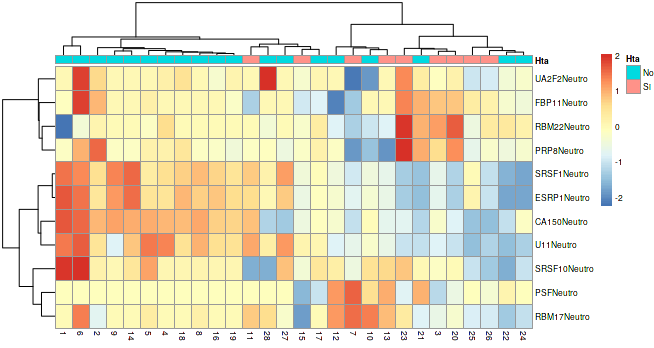 Hta
UA2F2Neutro
FBP11Neutro
RBM22Neutro
PRP8Neutro
SRSF1Neutro
ESRP1Neutro
CA150Neutro
U11Neutro
SRSF10Neutro
PSFNeutro
RBM17Neutro
1 6 2 9 14 5 4 18 8 16 19 11 28 27 15 17 12 7 10 13 23 21 3 20 25 26 22 24
2
1
0
-1
-2
Hta
No
SI